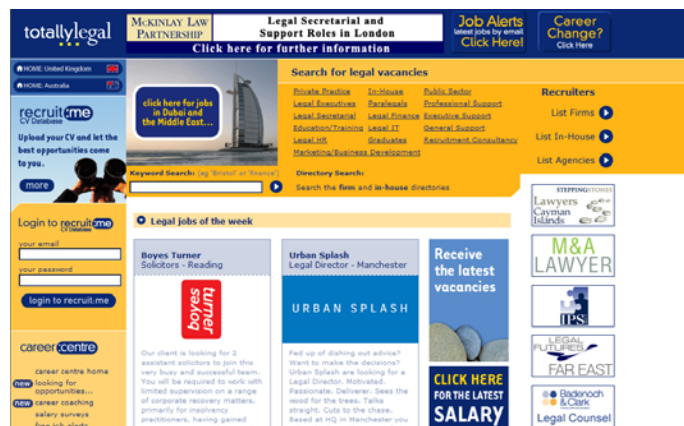 totallylegal
McKinlay Law
Partnership
Legal Secretarial and
Support Roles in London
Click here for further information
Job Alerts
latest jobs by email
Click Here!
Career
Change?
Click Here
HOME: United Kingdom
HOME: Australia
recruit:me
CV Database
Upload your CV and let the
best opportunities come
to you.
more
click here for jobs
in Dubai and
the Middle East...
Keyword Search: (eg 'Bristol' or 'finance')
Search for legal vacancies
Private Practice In-House Public Sector
Legal Executives Paralegals Professional Support
Legal Secretarial Legal Finance Executive Support
Education/Training Legal IT General Support
Legal HR Graduates Recruitment Consultancy
Marketing/Business Development
Directory Search:
Search the firm and in-house directories
Recruiters
List Firms
List In-House
List Agencies
Login to recruit:me
CV Database
your email
your password
login to recruit:me
career:centre
career centre home
new looking for
opportunities...
new career coaching
salary surveys
free job alerts
Legal jobs of the week
Boyes Turner
Solicitors - Reading
boyes
turner
Our client is looking for 2
assistant solicitors to join this
very busy and successful team.
You will be required to work with
limited supervision on a range
of corporate recovery matters,
primarily for insolvency
practitioners, having gained
Urban Splash
Legal Director - Manchester
URBAN SPLASH
Fed up of dishing out advice?
Want to make the decisions?
Urban Splash are looking for a
Legal Director. Motivated.
Passionate. Deliverer. Sees the
wood for the trees. Talks
straight. Cuts to the chase.
Based at HQ in Manchester you
Receive
the latest
vacancies
CLICK HERE
FOR THE LATEST
SALARY
STEPPINGSTONES
Lawyers
Cayman
Islands
M&A
LAWYER
IPS
LEGAL
FUTURES
FAR EAST
Badenoch
& Clark
Legal Counsel